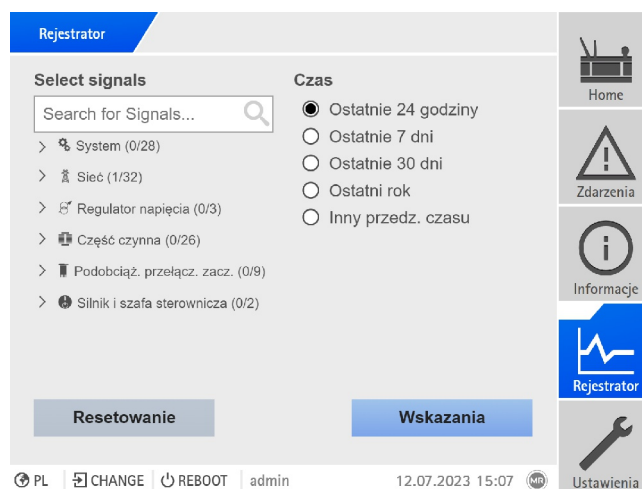 Rejestrator
Select signals
Search for Signals...
System (0/28)
Sieć (1/32)
Regulator napięcia (0/3)
Część czynna (0/26)
Podobciąż. przełącz. zacz. (0/9)
Silnik i szafa sterownicza (0/2)
Czas
Ostatnie 24 godziny
Ostatnie 7 dni
Ostatnie 30 dni
Ostatni rok
Inny przedz. czasu
Resetowanie
Wskazania
Home
Zdarzenia
Informacje
Rejestrator
Ustawienia
PL CHANGE REBOOT admin 12.07.2023 15:07 MR